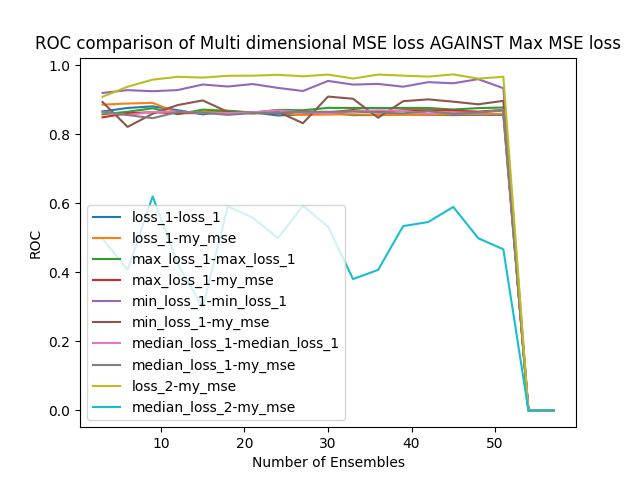 ROC comparison of Multi dimensional MSE loss AGAINST Max MSE loss
1.0
0.8
0.6
0.4
0.2
0.0
ROC
loss_1-loss_1
loss_1-my_mse
max_loss_1-max_loss_1
max_loss_1-my_mse
min_loss_1-min_loss_1
min_loss_1-my_mse
median_loss_1-median_loss_1
median_loss_1-my_mse
loss_2-my_mse
median_loss_2-my_mse
10 20 30 40 50
Number of Ensembles